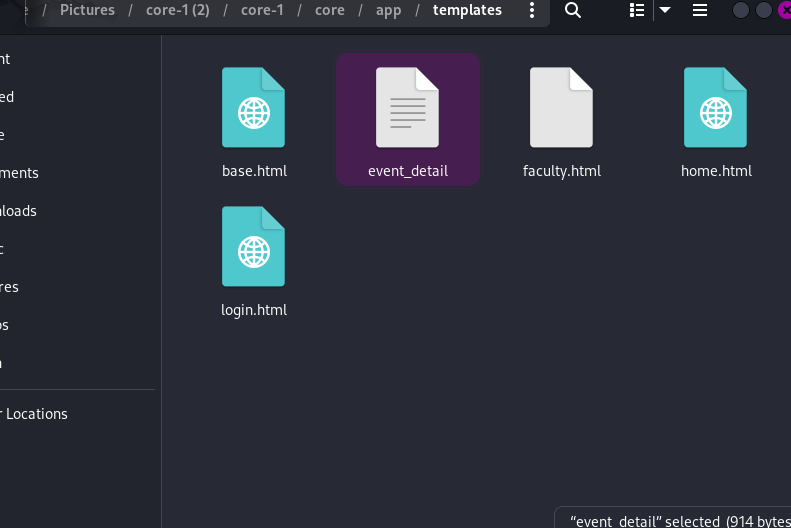 / Pictures / core-1 (2) / core-1 / core / app / templates
base.html
event_detail
faculty.html
home.html
login.html
nt
ed
e
ments
nloads
c
res
os
r Locations
“event_detail” selected (914 bytes